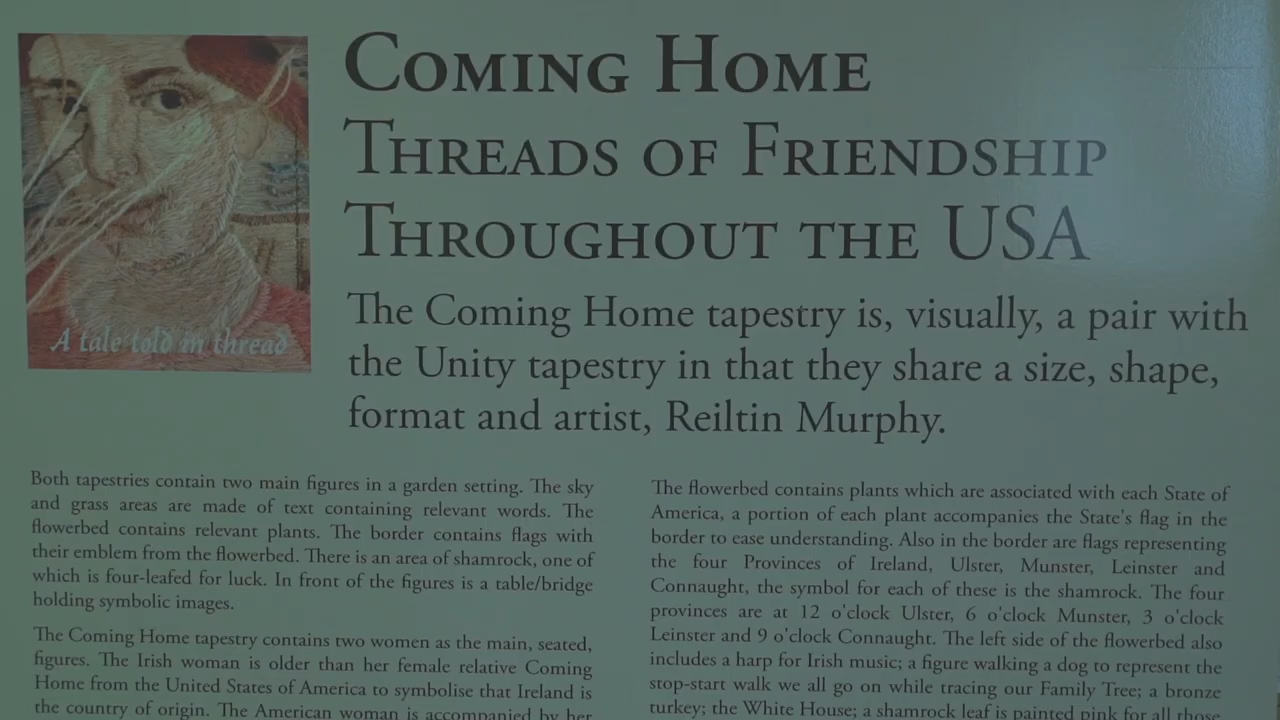 Coming Home
Threads of Friendship
Throughout the USA
The Coming Home tapestry is, visually, a pair with
the Unity tapestry in that they share a size, shape,
format and artist, Reiltin Murphy.
A tale told in thread
Both tapestries contain two main figures in a garden setting. The sky
and grass areas are made of text containing relevant words. The
flowerbed contains relevant plants. The border contains flags with
their emblem from the flowerbed. There is an area of shamrock, one of
which is four-leafed for luck. In front of the figures is a table/bridge
holding symbolic images.
The Coming Home tapestry contains two women as the main, seated,
figures. The Irish woman is older than her female relative Coming
Home from the United States of America to symbolise that Ireland is
the country of origin. The American woman is accompanied by her
The flowerbed contains plants which are associated with each State of
America, a portion of each plant accompanies the State's flag in the
border to ease understanding. Also in the border are flags representing
the four Provinces of Ireland, Ulster, Munster, Leinster and
Connaught, the symbol for each of these is the shamrock. The four
provinces are at 12 o'clock Ulster, 6 o'clock Munster, 3 o'clock
Leinster and 9 o'clock Connaught. The left side of the flowerbed also
includes a harp for Irish music; a figure walking a dog to represent the
stop-start walk we all go on while tracing our Family Tree; a bronze
turkey; the White House; a shamrock leaf is painted pink for all those